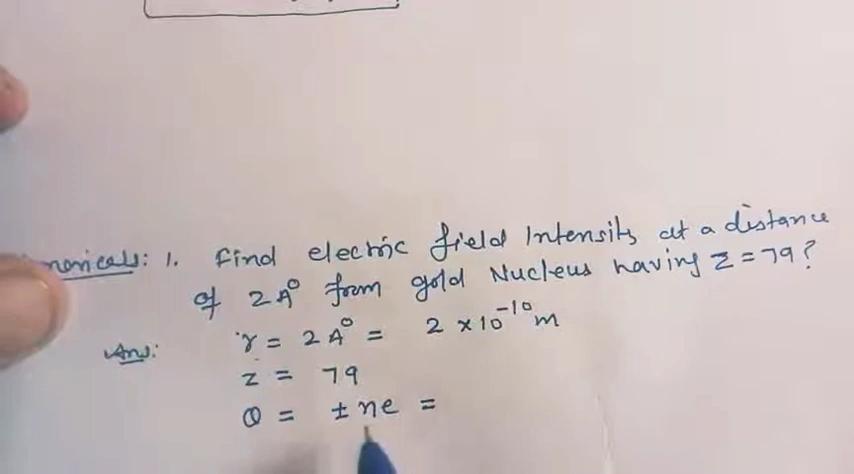 1. Find electric field Intensity at a distance
of 2A° from gold Nucleus having Z=79?
Ans: r = 2A° = 2 × 10⁻¹⁰ m
z = 79
Q = ± ne =